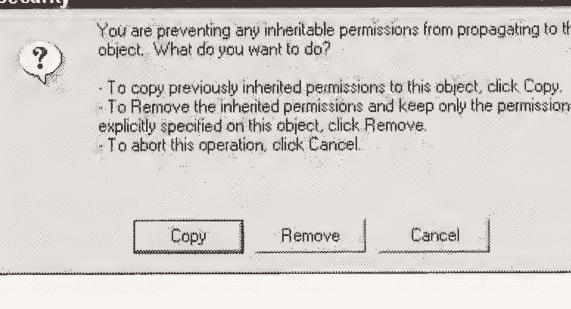 You are preventing any inheritable permissions from propagating to th
object. What do you want to do?
- To copy previously inherited permissions to this object, click Copy.
- To Remove the inherited permissions and keep only the permission
explicitly specified on this object, click Remove.
- To abort this operation, click Cancel.
Copy
Remove
Cancel